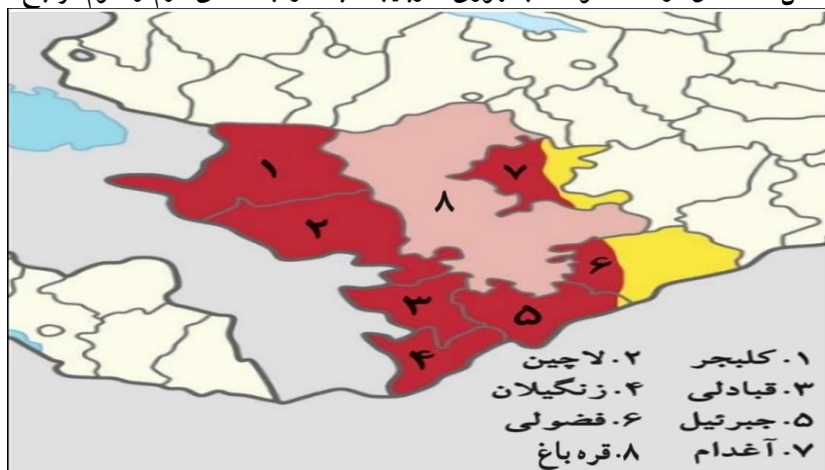 ۱
۲
۳
۴
۵
۶
۷
۸
۱. کلبجر ۲. لاچین
۳. قبادلی ۴. زنگیلان
۵. جبرئیل ۶. فضولی
۷. آغدام ۸. قره باغ